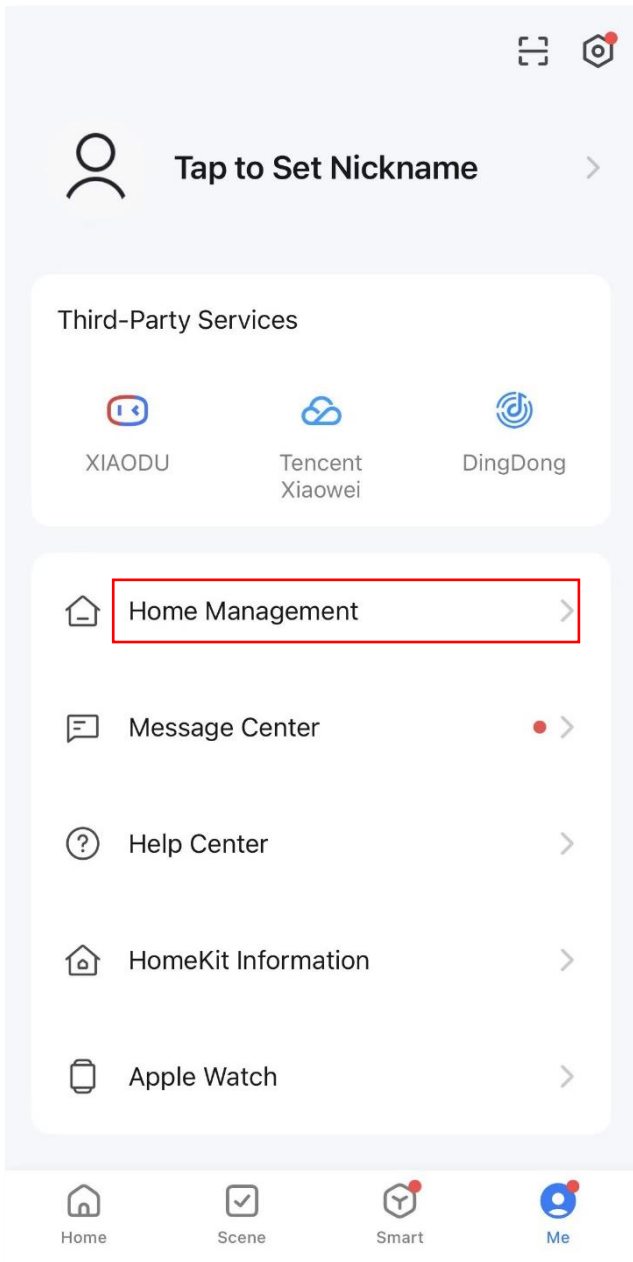 Tap to Set Nickname
Third-Party Services
XIAODU
Tencent
Xiaowei
DingDong
Home Management
Message Center
Help Center
HomeKit Information
Apple Watch
Home
Scene
Smart
Me